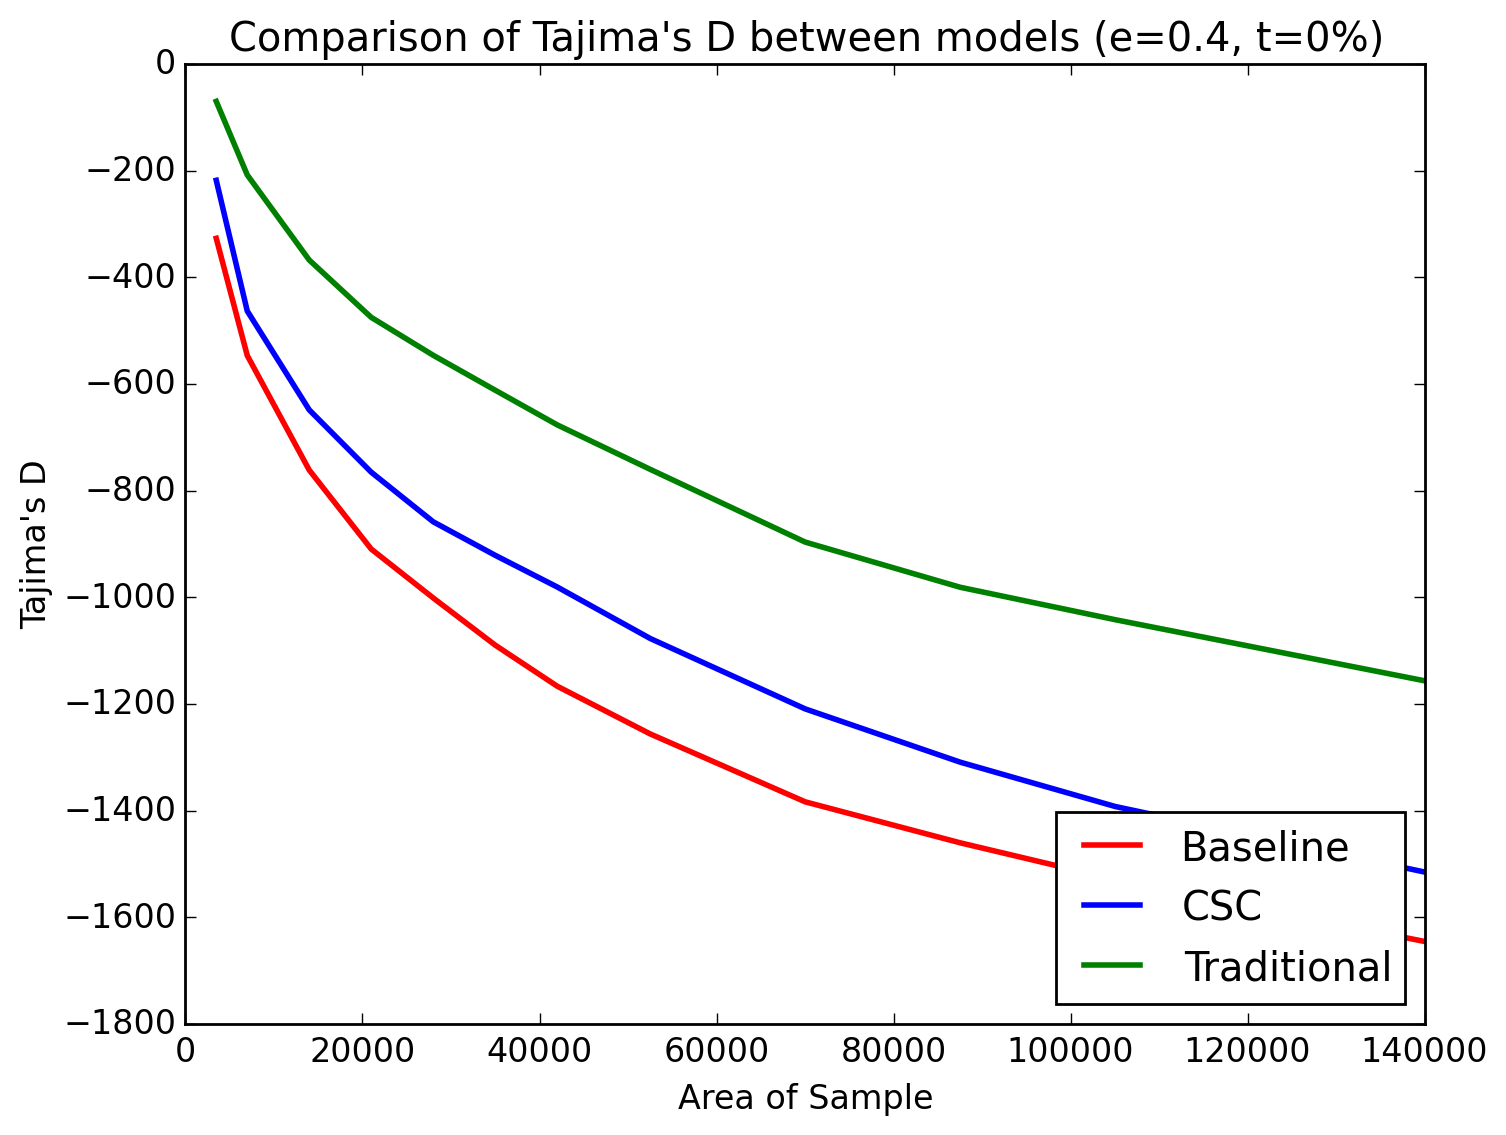 Comparison of Tajima's D between models (e=0.4, t=0%)
0
−200
−400
−600
−800
−1000
−1200
−1400
−1600
−1800
Tajima's D
0 20000 40000 60000 80000 100000 120000 140000
Area of Sample
Baseline
CSC
Traditional